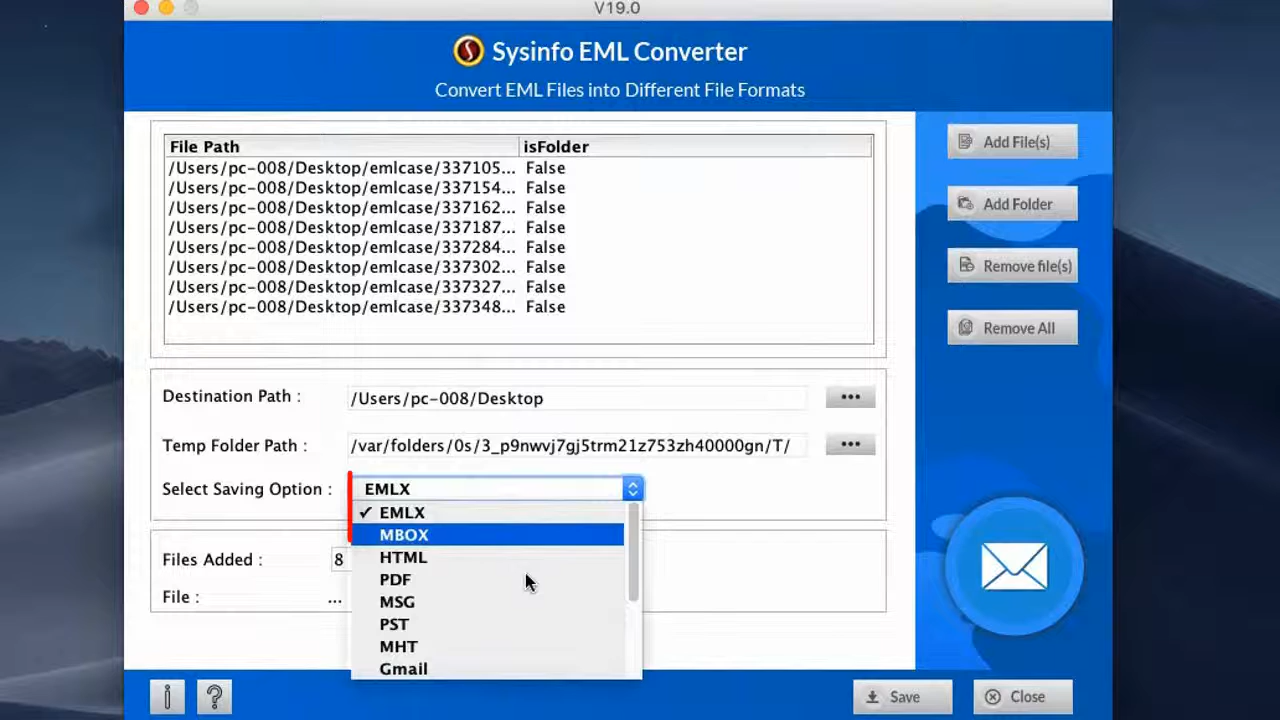 V19.0
Sysinfo EML Converter
Convert EML Files into Different File Formats
File Path isFolder
/Users/pc-008/Desktop/emlcase/337105... False
/Users/pc-008/Desktop/emlcase/337154... False
/Users/pc-008/Desktop/emlcase/337162... False
/Users/pc-008/Desktop/emlcase/337187... False
/Users/pc-008/Desktop/emlcase/337284... False
/Users/pc-008/Desktop/emlcase/337302... False
/Users/pc-008/Desktop/emlcase/337327... False
/Users/pc-008/Desktop/emlcase/337348... False
Add File(s)
Add Folder
Remove file(s)
Remove All
Destination Path : /Users/pc-008/Desktop ...
Temp Folder Path : /var/folders/0s/3_p9nwvj7gj5trm21z753zh40000gn/T/ ...
Select Saving Option : EMLX
✓ EMLX
MBOX
HTML
PDF
MSG
PST
MHT
Gmail
Files Added : 8
File : ...
i ?
Save
Close